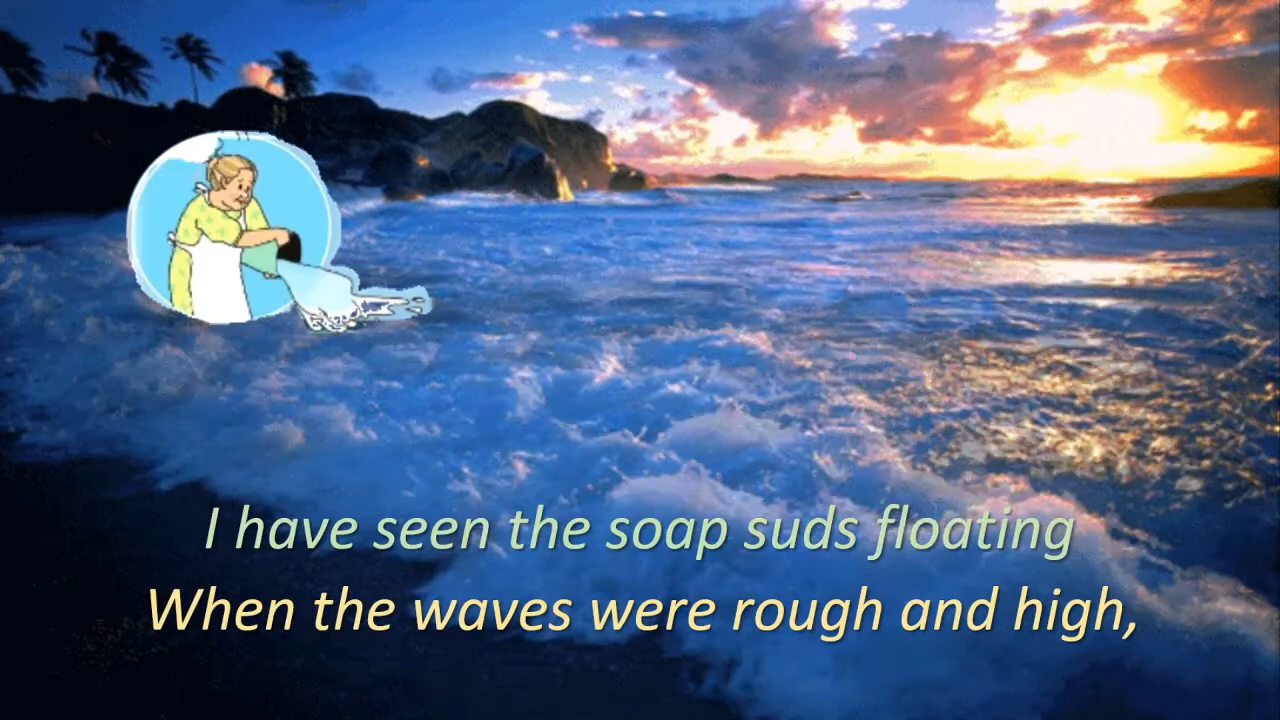 I have seen the soap suds floating
When the waves were rough and high,